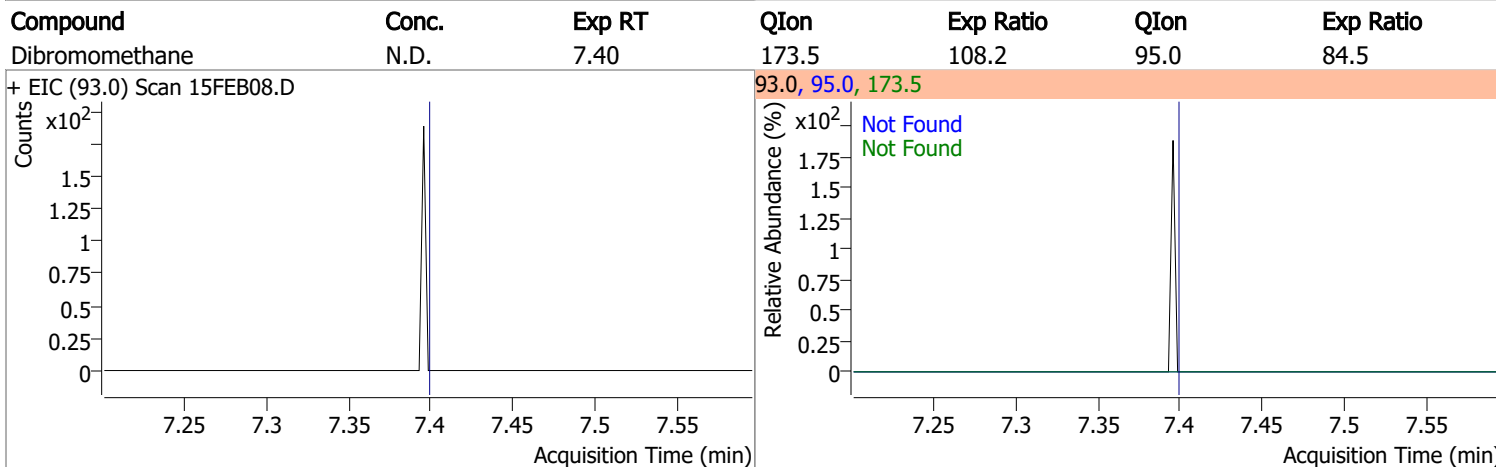 Compound Conc. Exp RT QIon Exp Ratio QIon Exp Ratio
Dibromomethane N.D. 7.40 173.5 108.2 95.0 84.5
+ EIC (93.0) Scan 15FEB08.D
Counts
x10²
1.5
1.25
1
0.75
0.5
0.25
0
7.25 7.3 7.35 7.4 7.45 7.5 7.55
Acquisition Time (min)
93.0, 95.0, 173.5
Relative Abundance (%)
x10²
Not Found
Not Found
1.75
1.5
1.25
1
0.75
0.5
0.25
0
7.25 7.3 7.35 7.4 7.45 7.5 7.55
Acquisition Time (min)